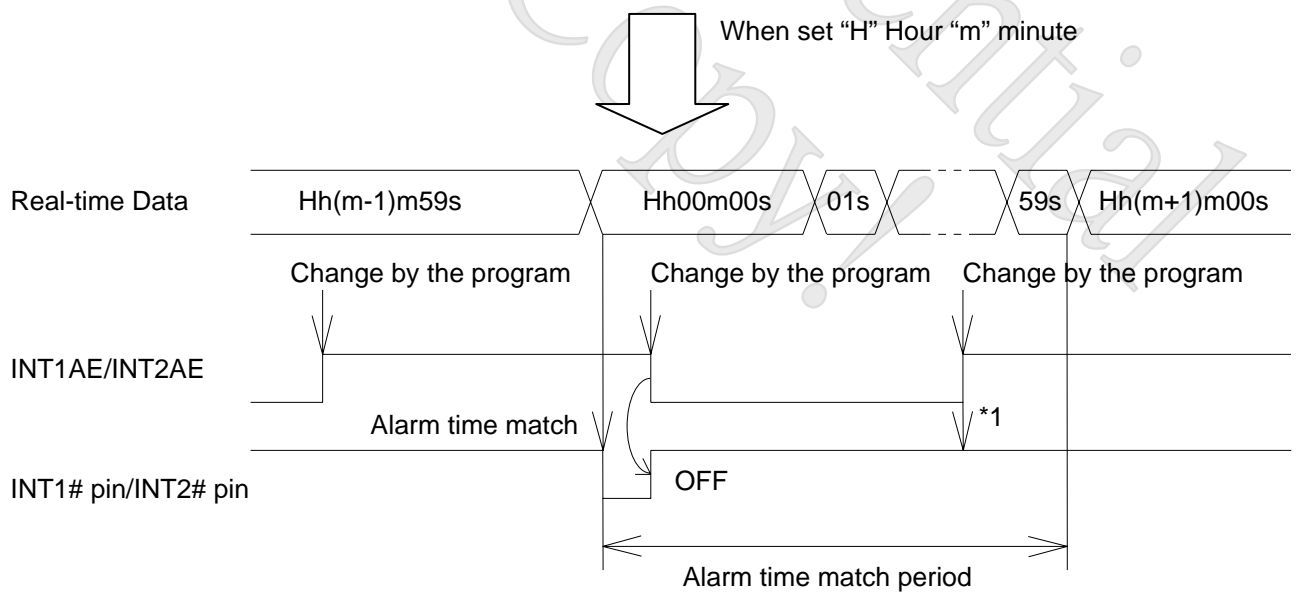 When set “H” Hour “m” minute
Real-time Data
Hh(m-1)m59s
Hh00m00s
01s
59s
Hh(m+1)m00s
Change by the program
Change by the program
Change by the program
INT1AE/INT2AE
Alarm time match
*1
INT1# pin/INT2# pin
OFF
Alarm time match period
Copy!